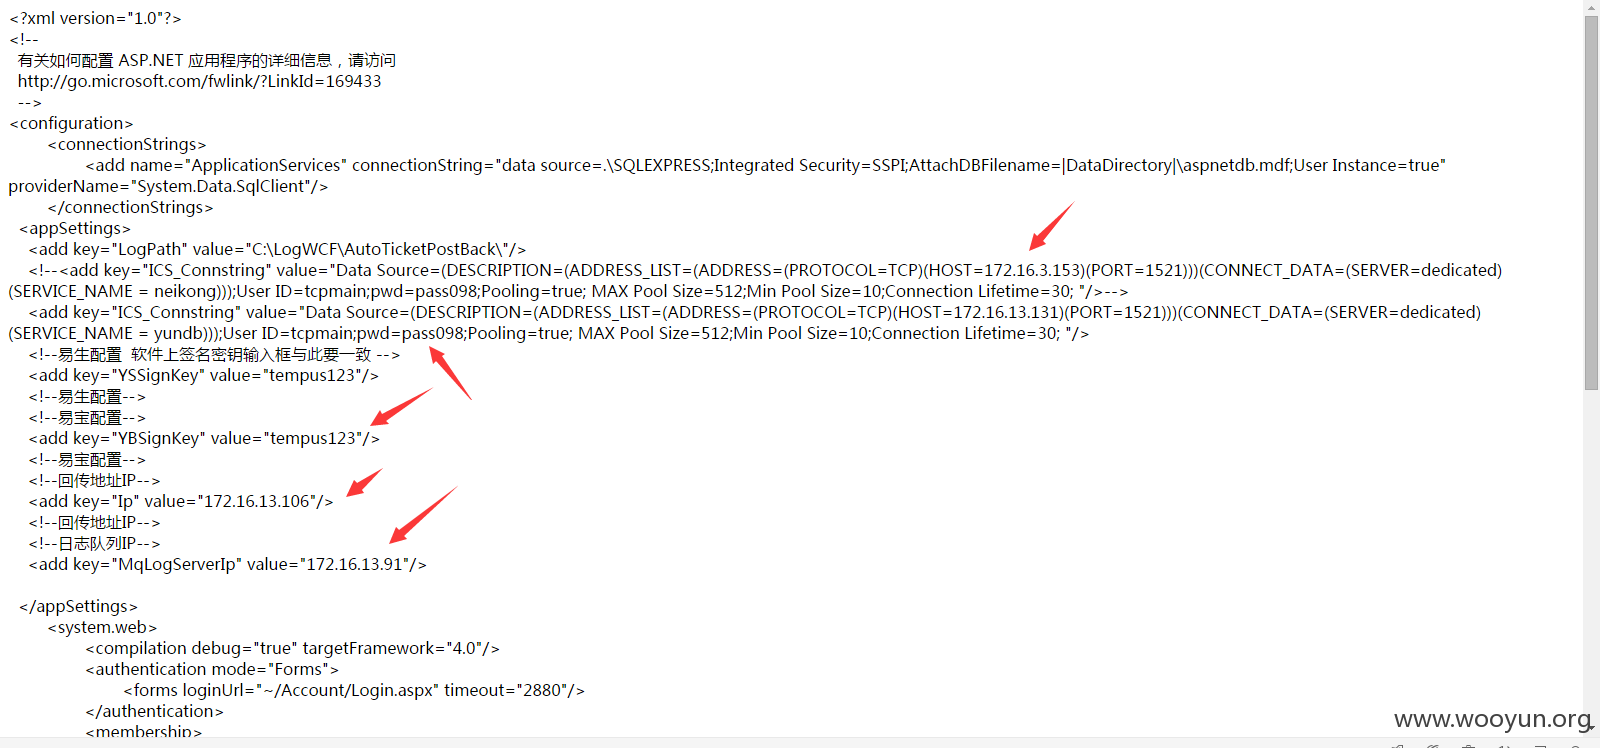 <?xml version="1.0"?>
<!--
有关如何配置 ASP.NET 应用程序的详细信息，请访问
http://go.microsoft.com/fwlink/?LinkId=169433
-->
<configuration>
<connectionStrings>
<add name="ApplicationServices" connectionString="data source=.\SQLEXPRESS;Integrated Security=SSPI;AttachDBFilename=|DataDirectory|\aspnetdb.mdf;User Instance=true"
providerName="System.Data.SqlClient"/>
</connectionStrings>
<appSettings>
<add key="LogPath" value="C:\LogWCF\AutoTicketPostBack\"/>
<!--<add key="ICS_Connstring" value="Data Source=(DESCRIPTION=(ADDRESS_LIST=(ADDRESS=(PROTOCOL=TCP)(HOST=172.16.3.153)(PORT=1521)))(CONNECT_DATA=(SERVER=dedicated)
(SERVICE_NAME = neikong)));User ID=tcpmain;pwd=pass098;Pooling=true; MAX Pool Size=512;Min Pool Size=10;Connection Lifetime=30; "/>-->
<add key="ICS_Connstring" value="Data Source=(DESCRIPTION=(ADDRESS_LIST=(ADDRESS=(PROTOCOL=TCP)(HOST=172.16.13.131)(PORT=1521)))(CONNECT_DATA=(SERVER=dedicated)
(SERVICE_NAME = yundb)));User ID=tcpmain;pwd=pass098;Pooling=true; MAX Pool Size=512;Min Pool Size=10;Connection Lifetime=30; "/>
<!--易生配置 软件上签名密钥输入框与此要一致 -->
<add key="YSSignKey" value="tempus123"/>
<!--易生配置-->
<!--易宝配置-->
<add key="YBSignKey" value="tempus123"/>
<!--易宝配置-->
<!--回传地址IP-->
<add key="Ip" value="172.16.13.106"/>
<!--回传地址IP-->
<!--日志队列IP-->
<add key="MqLogServerIp" value="172.16.13.91"/>
</appSettings>
<system.web>
<compilation debug="true" targetFramework="4.0"/>
<authentication mode="Forms">
<forms loginUrl="~/Account/Login.aspx" timeout="2880"/>
</authentication>
<membership>
www.wooyun.org